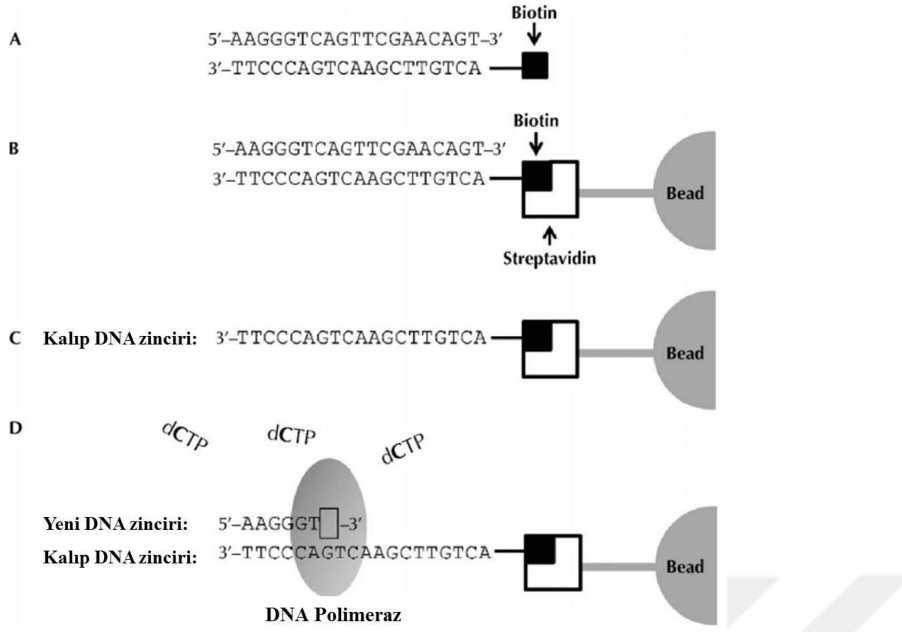 Biotin
A
5′–AAGGGTCAGTTCGAACAGT–3′
3′–TTCCCAGTCAAGCTTGTCA
Biotin
B
5′–AAGGGTCAGTTCGAACAGT–3′
3′–TTCCCAGTCAAGCTTGTCA
Bead
Streptavidin
C Kalıp DNA zinciri: 3′–TTCCCAGTCAAGCTTGTCA
Bead
D
dCTP dCTP dCTP
Yeni DNA zinciri: 5′–AAGGGT –3′
Kalıp DNA zinciri: 3′–TTCCCAGTCAAGCTTGTCA
Bead
DNA Polimeraz